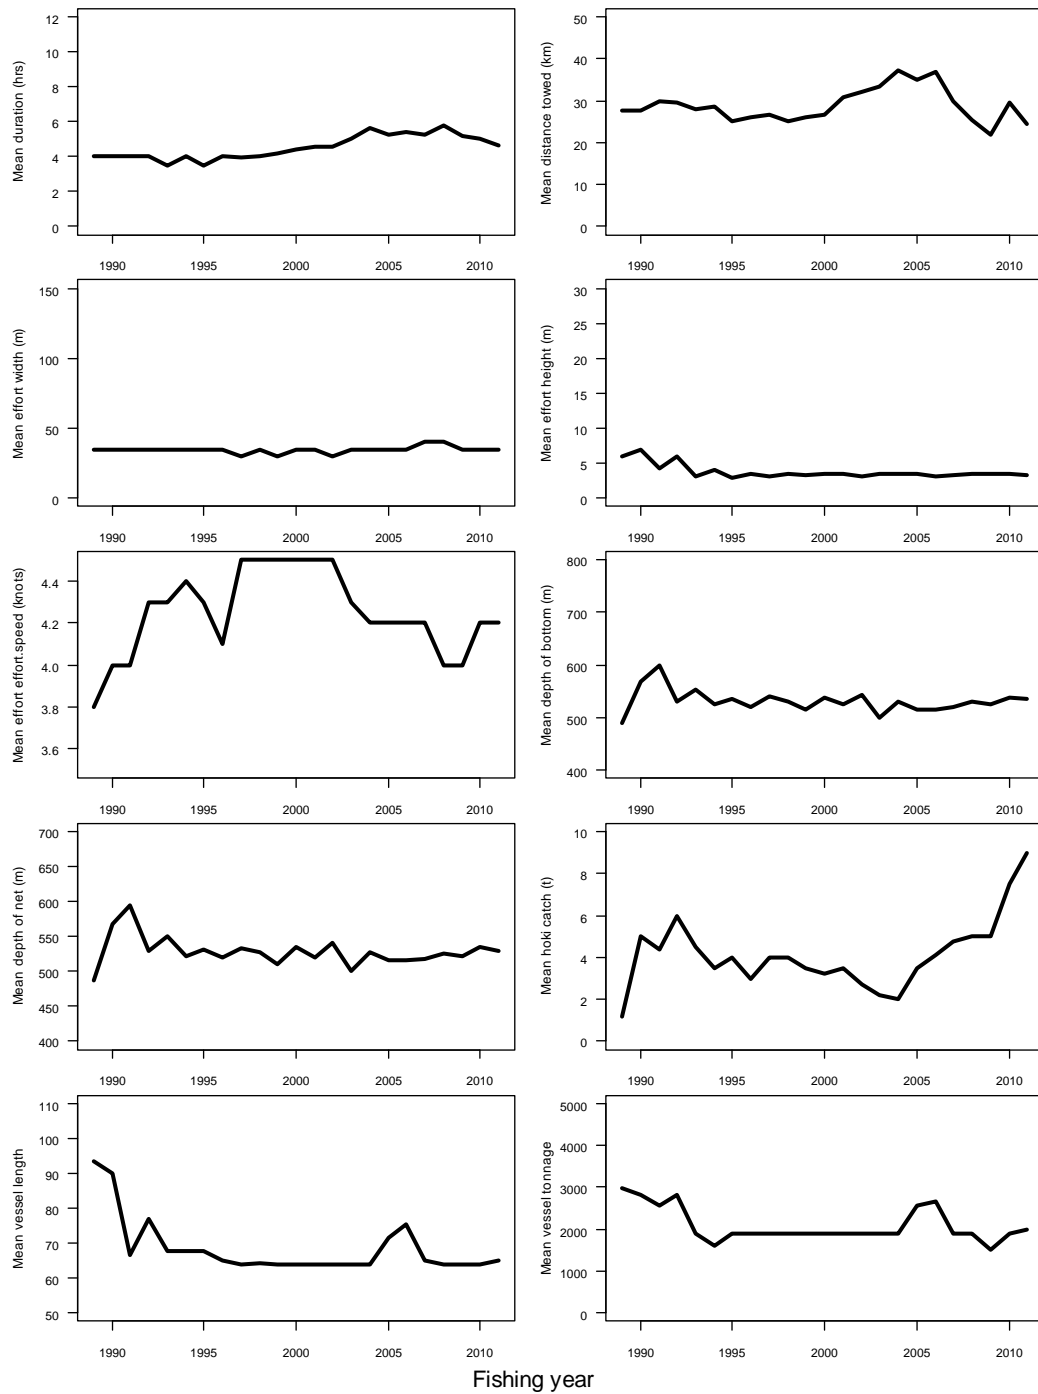 Mean duration (hrs)
12
10
8
6
4
2
0
1990 1995 2000 2005 2010
Mean distance towed (km)
50
40
30
20
10
0
1990 1995 2000 2005 2010
Mean effort width (m)
150
100
50
0
1990 1995 2000 2005 2010
Mean effort height (m)
30
25
20
15
10
5
0
1990 1995 2000 2005 2010
Mean effort effort.speed (knots)
4.4
4.2
4.0
3.8
3.6
1990 1995 2000 2005 2010
Mean depth of bottom (m)
800
700
600
500
400
1990 1995 2000 2005 2010
Mean depth of net (m)
700
650
600
550
500
450
400
1990 1995 2000 2005 2010
Mean hoki catch (t)
10
8
6
4
2
0
1990 1995 2000 2005 2010
Mean vessel length
110
100
90
80
70
60
50
1990 1995 2000 2005 2010
Mean vessel tonnage
5000
4000
3000
2000
1000
0
1990 1995 2000 2005 2010
Fishing year